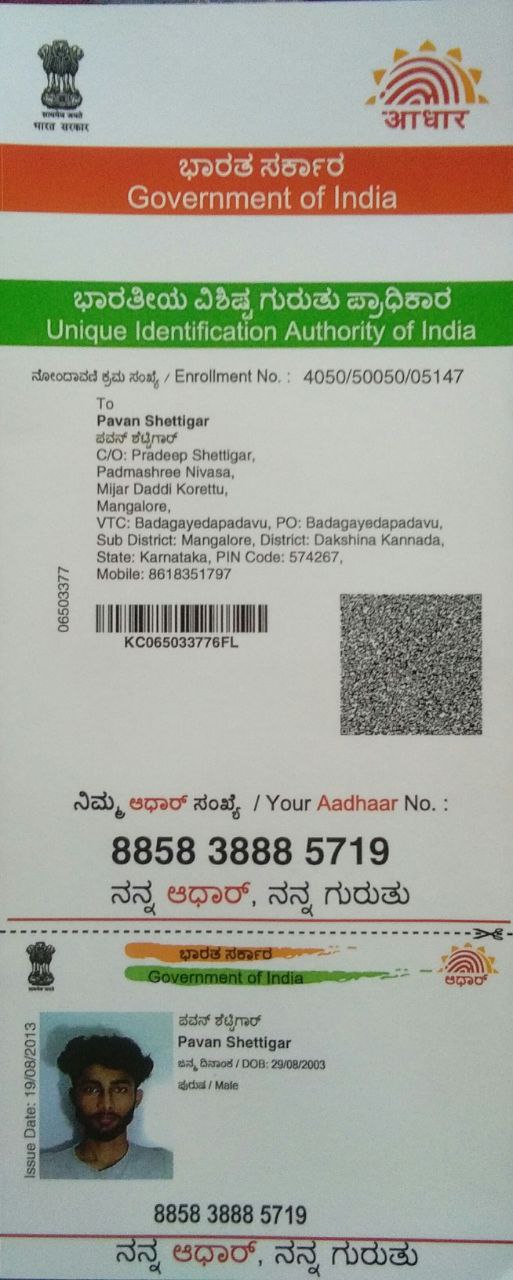 सत्यमेव जयते
भारत सरकार
आधार
ಭಾರತ ಸರ್ಕಾರ
Government of India
ಭಾರತೀಯ ವಿಶಿಷ್ಟ ಗುರುತು ಪ್ರಾಧಿಕಾರ
Unique Identification Authority of India
ನೋಂದಾವಣಿ ಕ್ರಮ ಸಂಖ್ಯೆ / Enrollment No. : 4050/50050/05147
To
Pavan Shettigar
ಪವನ್ ಶೆಟ್ಟಿಗಾರ್
C/O: Pradeep Shettigar,
Padmashree Nivasa,
Mijar Daddi Korettu,
Mangalore,
VTC: Badagayedapadavu, PO: Badagayedapadavu,
Sub District: Mangalore, District: Dakshina Kannada,
State: Karnataka, PIN Code: 574267,
Mobile: 8618351797
06503377
KC065033776FL
ನಿಮ್ಮ ಆಧಾರ್ ಸಂಖ್ಯೆ / Your Aadhaar No. :
8858 3888 5719
ನನ್ನ ಆಧಾರ್, ನನ್ನ ಗುರುತು
ಭಾರತ ಸರ್ಕಾರ
Government of India
ಆಧಾರ್
Issue Date: 19/08/2013
ಪವನ್ ಶೆಟ್ಟಿಗಾರ್
Pavan Shettigar
ಜನ್ಮ ದಿನಾಂಕ / DOB: 29/08/2003
ಪುರುಷ / Male
8858 3888 5719
ನನ್ನ ಆಧಾರ್, ನನ್ನ ಗುರುತು